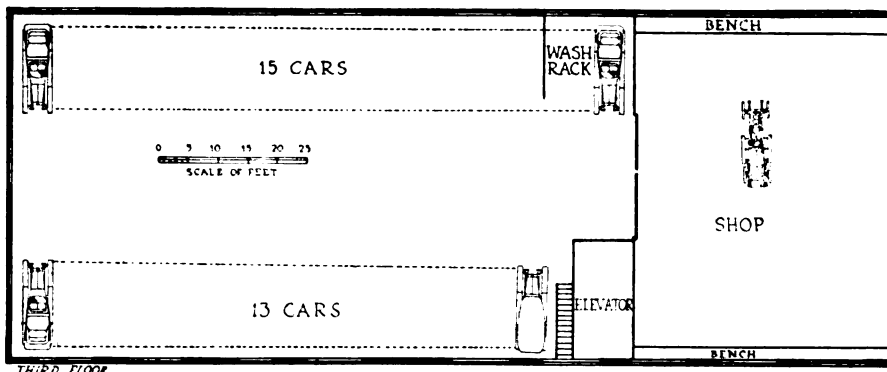 BENCH
15 CARS
WASH
RACK
0 5 10 15 20 25
SCALE OF FEET
SHOP
13 CARS
ELEVATOR
BENCH
THIRD FLOOR